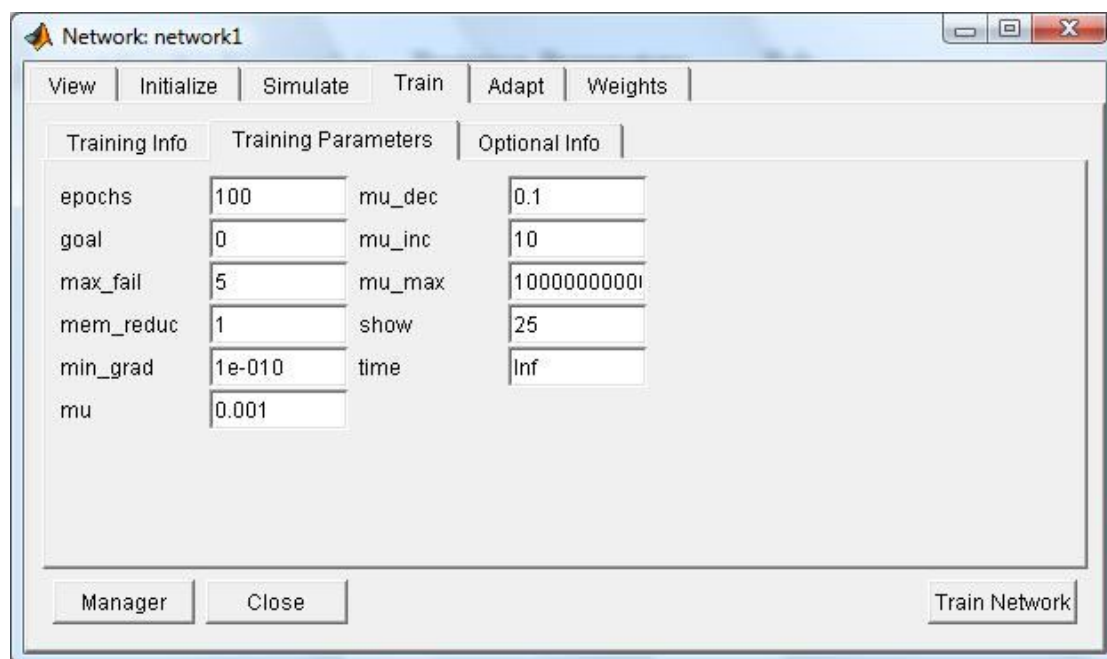 Network: network1
View Initialize Simulate Train Adapt Weights
Training Info Training Parameters Optional Info
epochs 100 mu_dec 0.1
goal 0 mu_inc 10
max_fail 5 mu_max 1000000000
mem_reduc 1 show 25
min_grad 1e-010 time Inf
mu 0.001
Manager Close Train Network